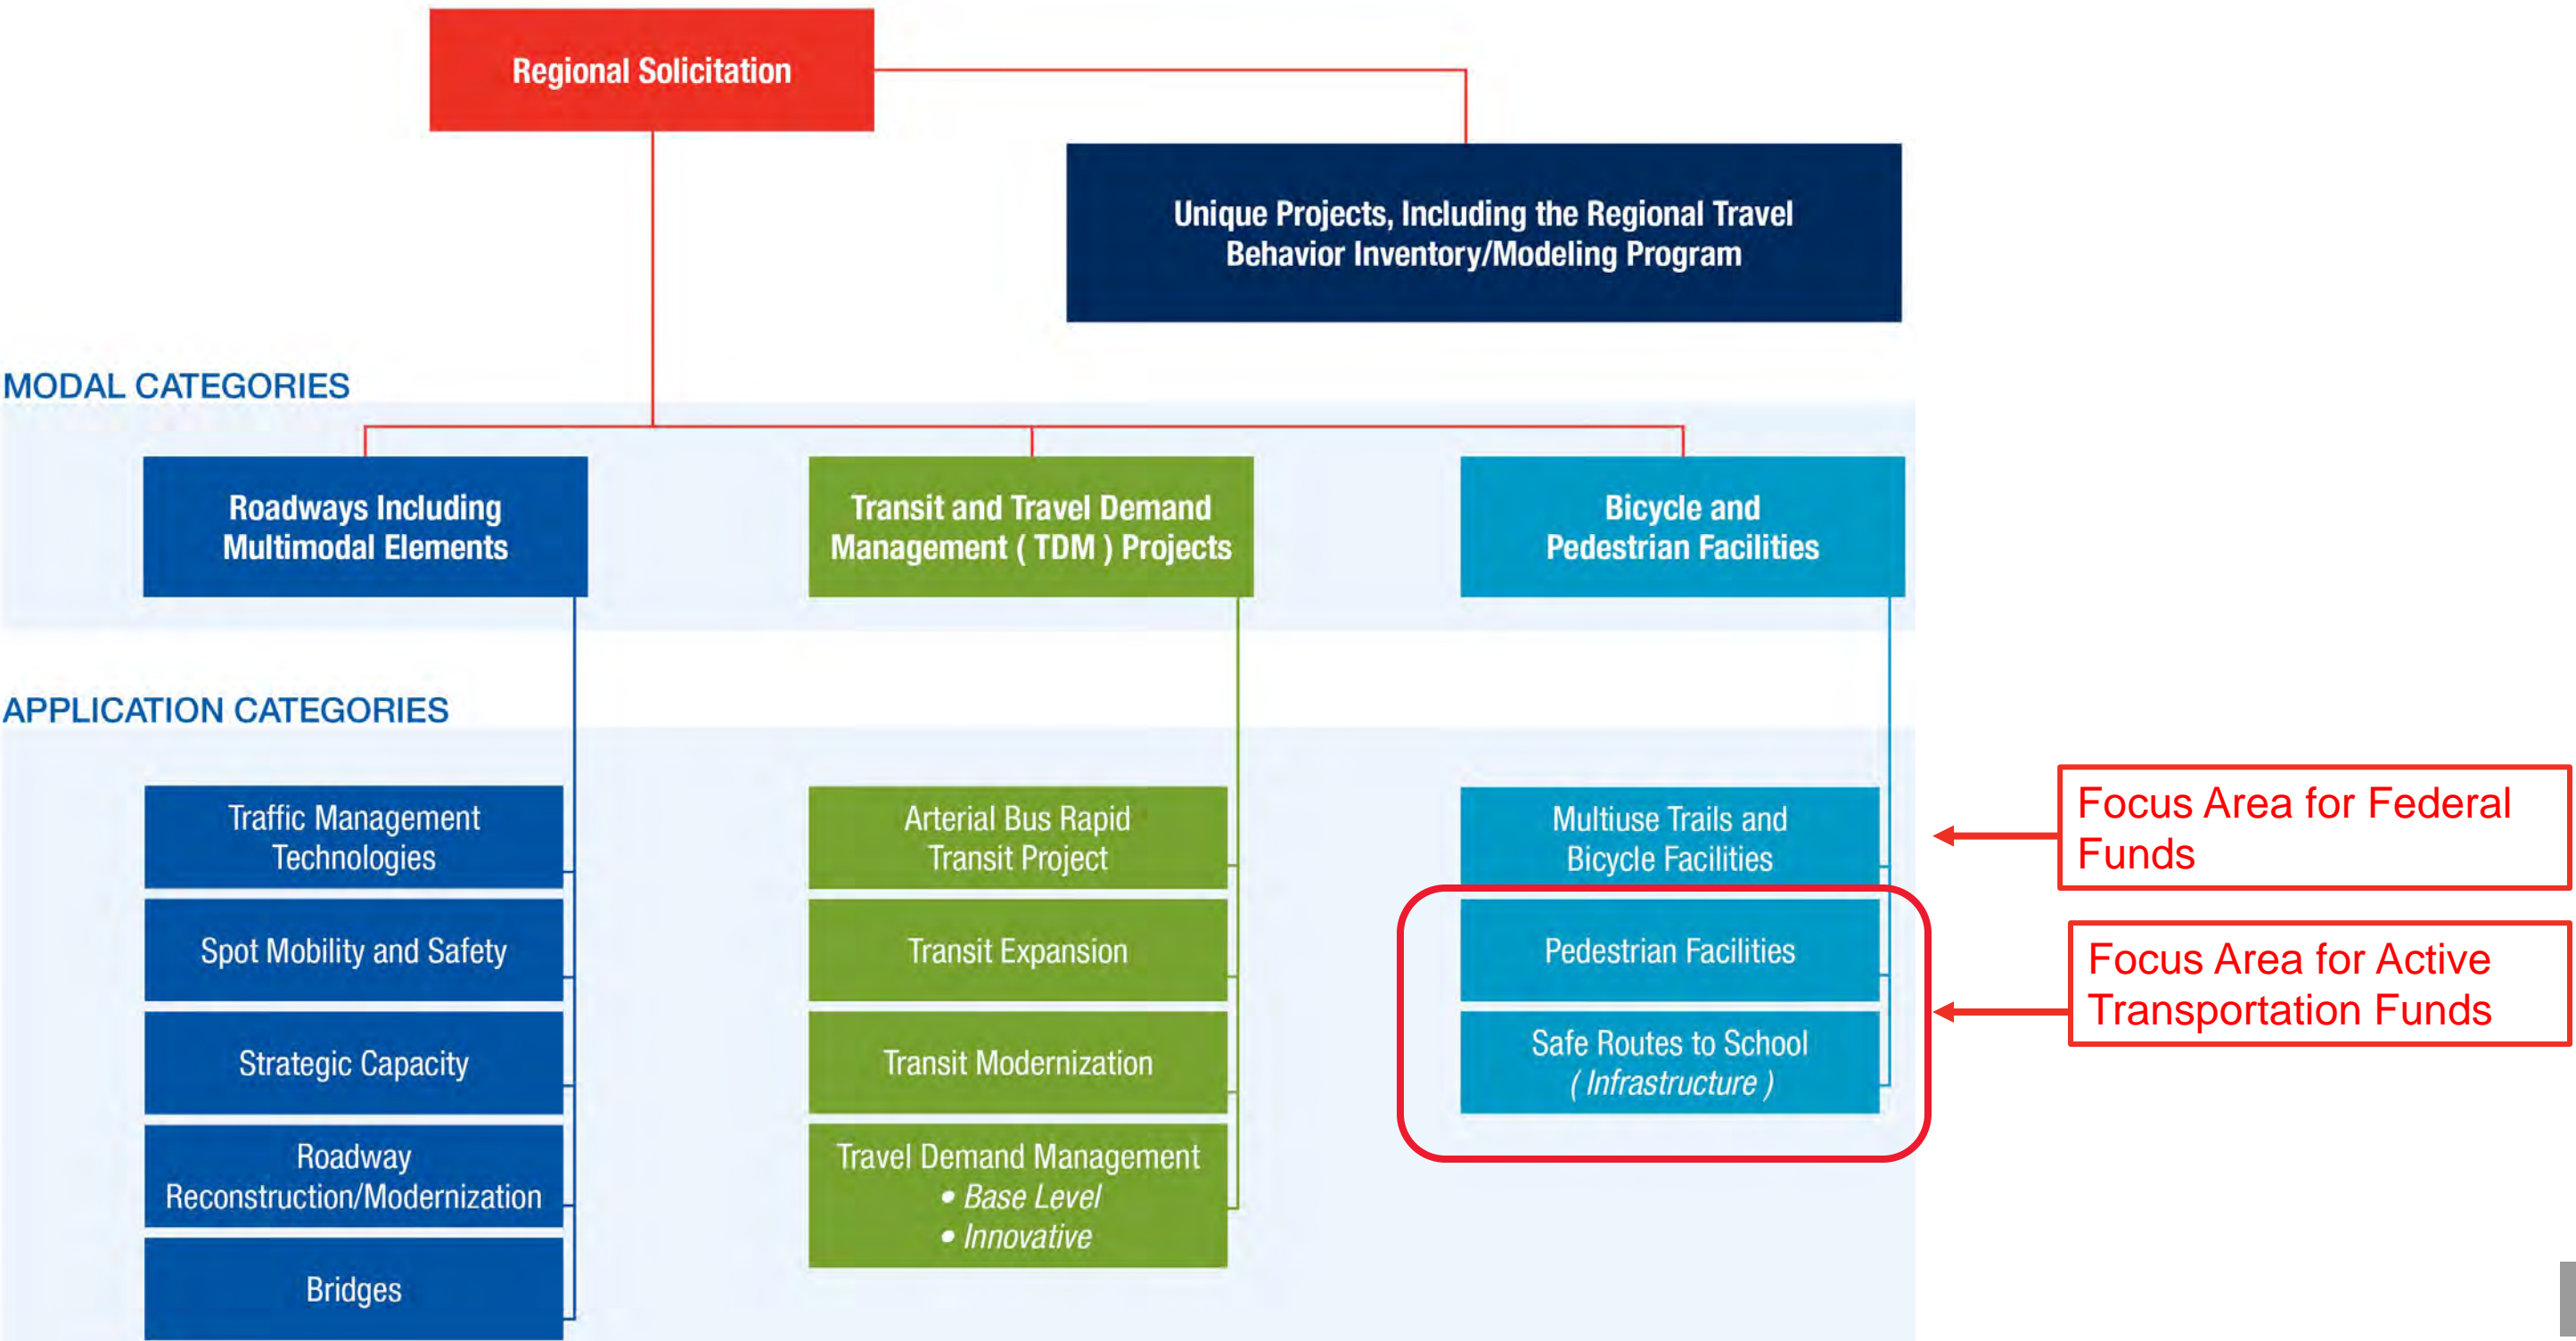 Regional Solicitation
Unique Projects, Including the Regional Travel
Behavior Inventory/Modeling Program
MODAL CATEGORIES
Roadways Including
Multimodal Elements
Transit and Travel Demand
Management ( TDM ) Projects
Bicycle and
Pedestrian Facilities
APPLICATION CATEGORIES
Traffic Management
Technologies
Spot Mobility and Safety
Strategic Capacity
Roadway
Reconstruction/Modernization
Bridges
Arterial Bus Rapid
Transit Project
Transit Expansion
Transit Modernization
Travel Demand Management
• Base Level
• Innovative
Multiuse Trails and
Bicycle Facilities
Pedestrian Facilities
Safe Routes to School
( Infrastructure )
Focus Area for Federal
Funds
Focus Area for Active
Transportation Funds